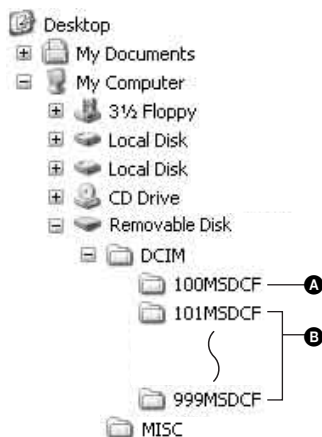 Desktop
My Documents
My Computer
3½ Floppy
Local Disk
Local Disk
CD Drive
Removable Disk
DCIM
100MSDCF A
101MSDCF
B
999MSDCF
MISC